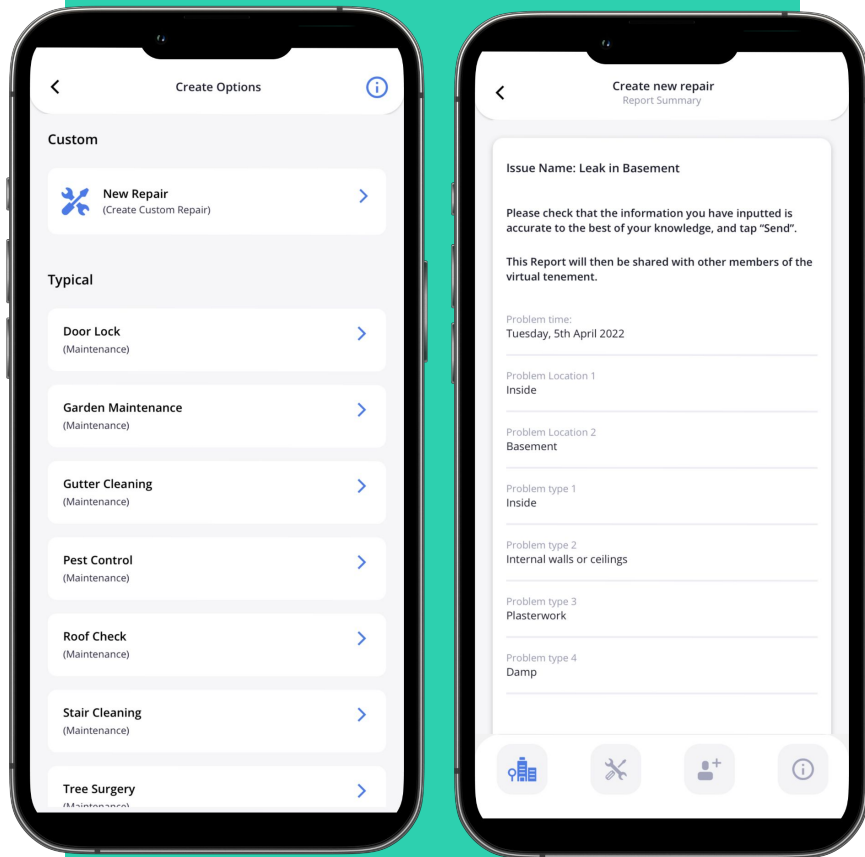 Create Options
Custom
New Repair
(Create Custom Repair)
Typical
Door Lock
(Maintenance)
Garden Maintenance
(Maintenance)
Gutter Cleaning
(Maintenance)
Pest Control
(Maintenance)
Roof Check
(Maintenance)
Stair Cleaning
(Maintenance)
Tree Surgery
(Maintenance)
Create new repair
Report Summary
Issue Name: Leak in Basement
Please check that the information you have inputted is
accurate to the best of your knowledge, and tap “Send”.
This Report will then be shared with other members of the
virtual tenement.
Problem time:
Tuesday, 5th April 2022
Problem Location 1
Inside
Problem Location 2
Basement
Problem type 1
Inside
Problem type 2
Internal walls or ceilings
Problem type 3
Plasterwork
Problem type 4
Damp